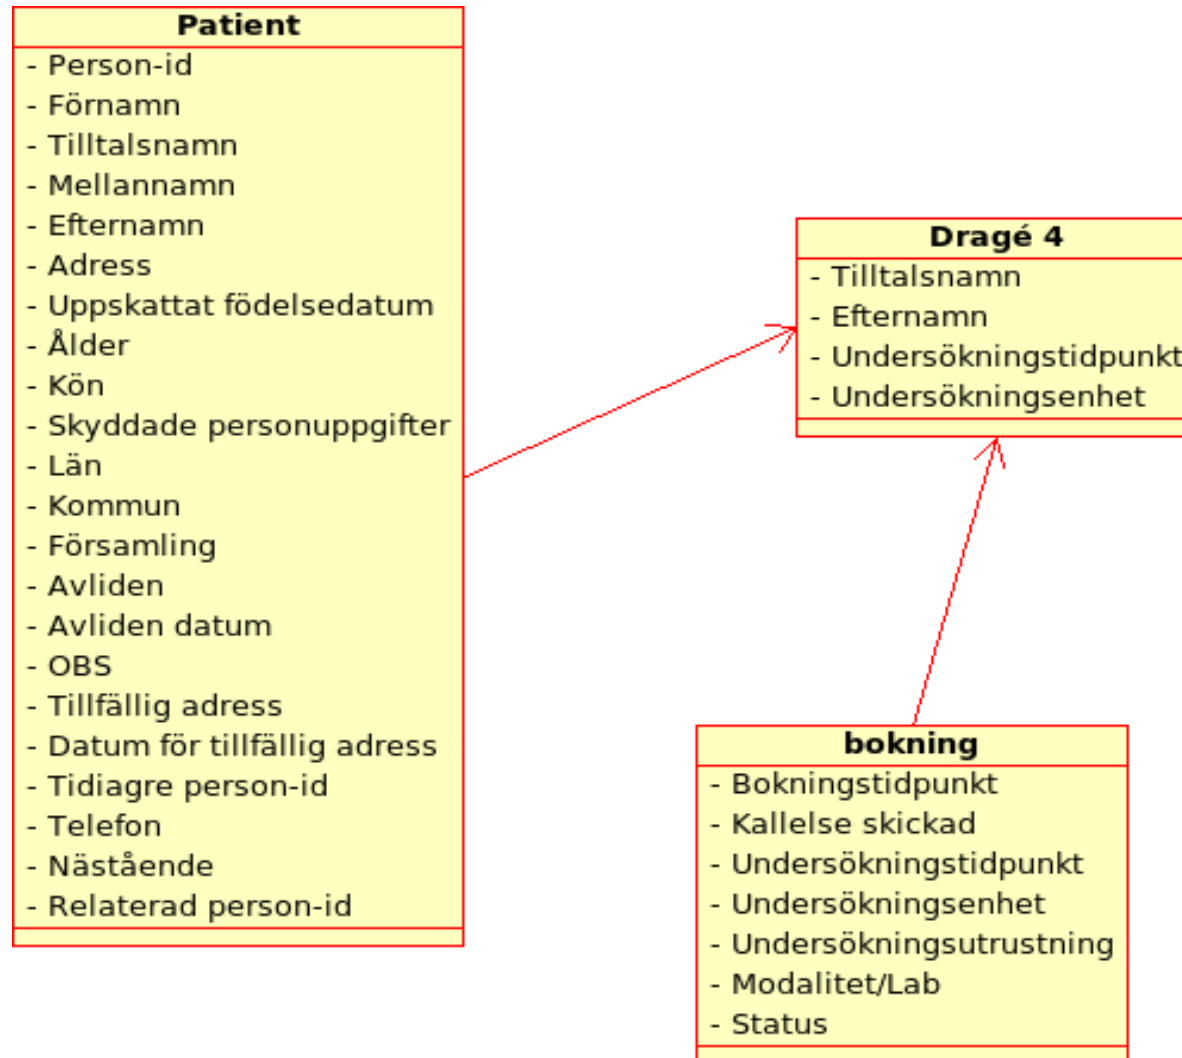 Patient
- Person-id
- Förnamn
- Tilltalsnamn
- Mellannamn
- Efternamn
- Adress
- Uppskattat födelsedatum
- Ålder
- Kön
- Skyddade personuppgifter
- Län
- Kommun
- Församling
- Avliden
- Avliden datum
- OBS
- Tillfällig adress
- Datum för tillfällig adress
- Tidiagre person-id
- Telefon
- Nästående
- Relaterad person-id
Dragé 4
- Tilltalsnamn
- Efternamn
- Undersökningstidpunkt
- Undersökningsenhet
bokning
- Bokningstidpunkt
- Kallelse skickad
- Undersökningstidpunkt
- Undersökningsenhet
- Undersökningsutrustning
- Modalitet/Lab
- Status